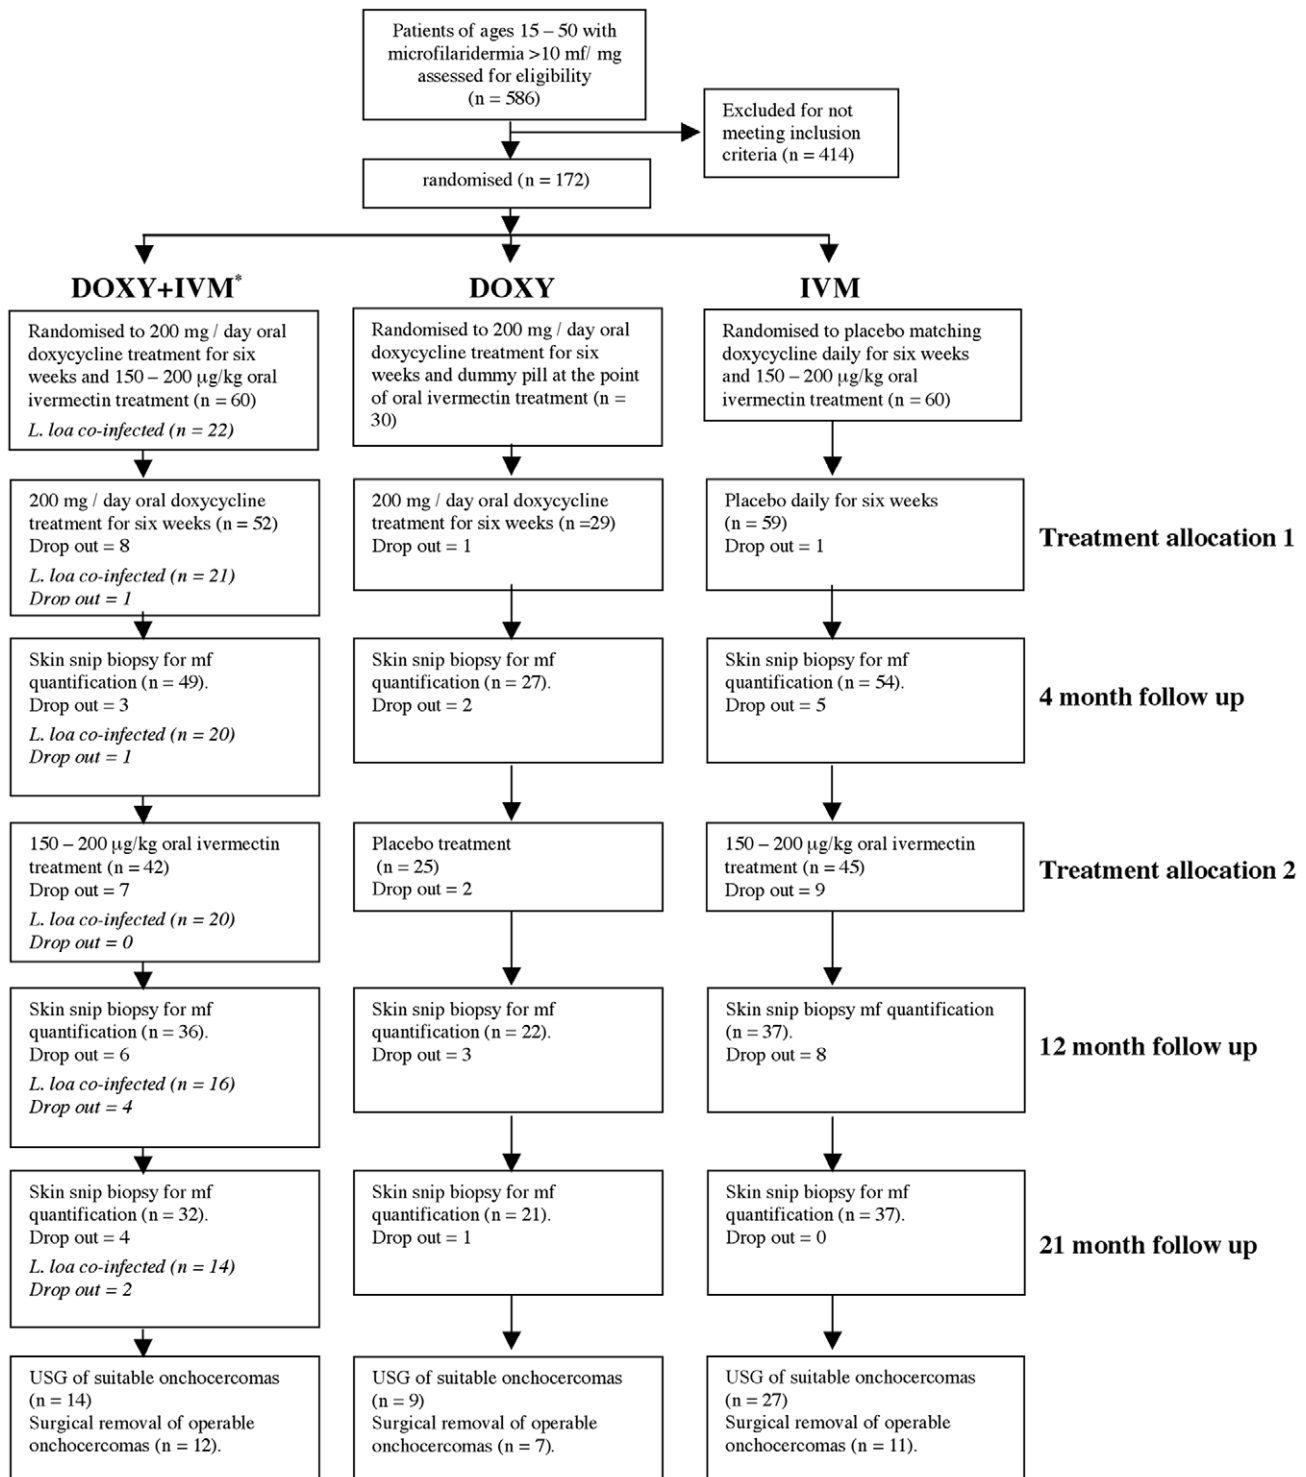 Patients of ages 15 – 50 with
microfilaridermia >10 mf/ mg
assessed for eligibility
(n = 586)
Excluded for not
meeting inclusion
criteria (n = 414)
randomised (n = 172)
DOXY+IVM*
Randomised to 200 mg / day oral
doxycycline treatment for six
weeks and 150 – 200 µg/kg oral
ivermectin treatment (n = 60)
L. loa co-infected (n = 22)
DOXY
Randomised to 200 mg / day oral
doxycycline treatment for six
weeks and dummy pill at the point
of oral ivermectin treatment (n =
30)
IVM
Randomised to placebo matching
doxycycline daily for six weeks
and 150 – 200 µg/kg oral
ivermectin treatment (n = 60)
200 mg / day oral doxycycline
treatment for six weeks (n = 52)
Drop out = 8
L. loa co-infected (n = 21)
Drop out = 1
200 mg / day oral doxycycline
treatment for six weeks (n =29)
Drop out = 1
Placebo daily for six weeks
(n = 59)
Drop out = 1
Treatment allocation 1
Skin snip biopsy for mf
quantification (n = 49).
Drop out = 3
L. loa co-infected (n = 20)
Drop out = 1
Skin snip biopsy for mf
quantification (n = 27).
Drop out = 2
Skin snip biopsy for mf
quantification (n = 54).
Drop out = 5
4 month follow up
150 – 200 µg/kg oral ivermectin
treatment (n = 42)
Drop out = 7
L. loa co-infected (n = 20)
Drop out = 0
Placebo treatment
(n = 25)
Drop out = 2
150 – 200 µg/kg oral ivermectin
treatment (n = 45)
Drop out = 9
Treatment allocation 2
Skin snip biopsy for mf
quantification (n = 36).
Drop out = 6
L. loa co-infected (n = 16)
Drop out = 4
Skin snip biopsy for mf
quantification (n = 22).
Drop out = 3
Skin snip biopsy mf quantification
(n = 37).
Drop out = 8
12 month follow up
Skin snip biopsy for mf
quantification (n = 32).
Drop out = 4
L. loa co-infected (n = 14)
Drop out = 2
Skin snip biopsy for mf
quantification (n = 21).
Drop out = 1
Skin snip biopsy for mf
quantification (n = 37).
Drop out = 0
21 month follow up
USG of suitable onchocercomas
(n = 14)
Surgical removal of operable
onchocercomas (n = 12).
USG of suitable onchocercomas
(n = 9)
Surgical removal of operable
onchocercomas (n = 7).
USG of suitable onchocercomas
(n = 27)
Surgical removal of operable
onchocercomas (n = 11).